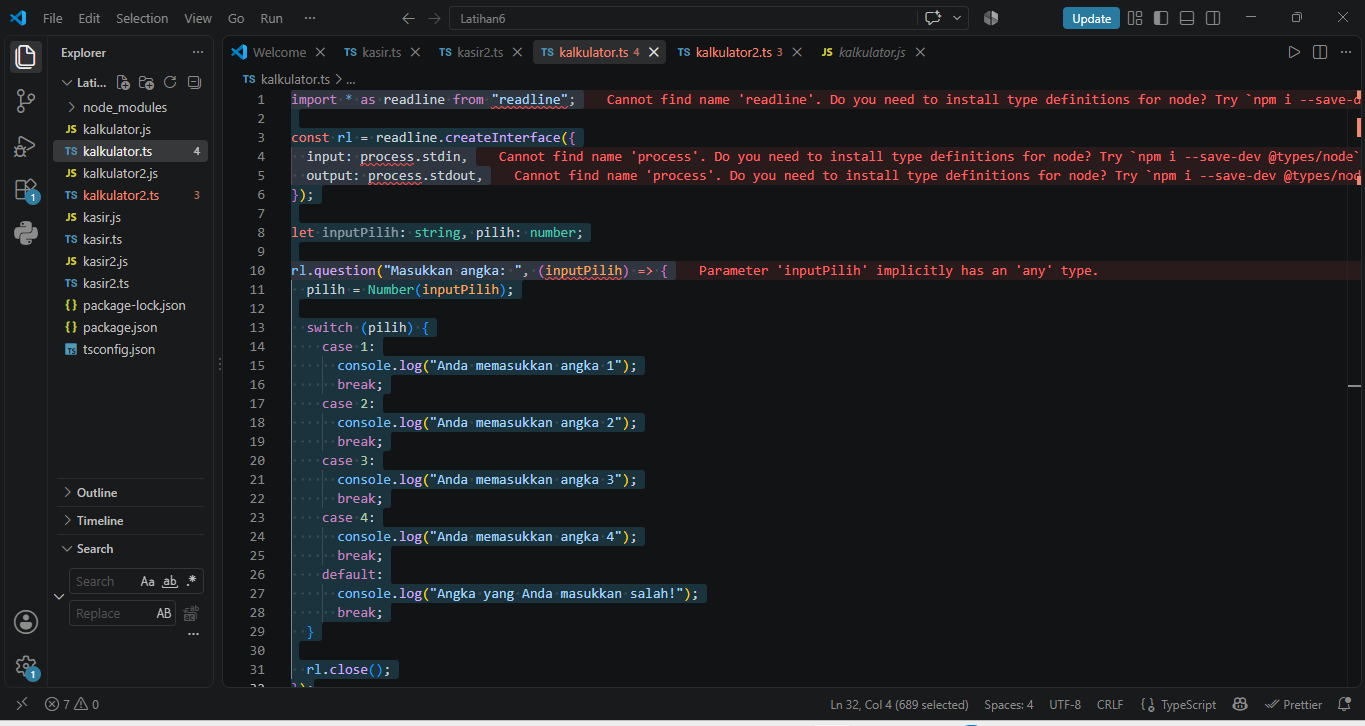 File Edit Selection View Go Run ··· Latihan6 Update
Explorer ···
Lati...
node_modules
JS kalkulator.js
TS kalkulator.ts 4
JS kalkulator2.js
TS kalkulator2.ts 3
JS kasir.js
TS kasir.ts
JS kasir2.js
TS kasir2.ts
{} package-lock.json
{} package.json
TS tsconfig.json
Outline
Timeline
Search
Search Aa ab .*
Replace AB
···
1
1
Welcome TS kasir.ts TS kasir2.ts TS kalkulator.ts 4 TS kalkulator2.ts 3 JS kalkulator.js
TS kalkulator.ts > ...
1 import * as readline from "readline"; Cannot find name 'readline'. Do you need to install type definitions for node? Try `npm i --save-d
2
3 const rl = readline.createInterface({
4 input: process.stdin, Cannot find name 'process'. Do you need to install type definitions for node? Try `npm i --save-dev @types/node`
5 output: process.stdout, Cannot find name 'process'. Do you need to install type definitions for node? Try `npm i --save-dev @types/nod
6 });
7
8 let inputPilih: string, pilih: number;
9
10 rl.question("Masukkan angka: ", (inputPilih) => { Parameter 'inputPilih' implicitly has an 'any' type.
11 pilih = Number(inputPilih);
12
13 switch (pilih) {
14 case 1:
15 console.log("Anda memasukkan angka 1");
16 break;
17 case 2:
18 console.log("Anda memasukkan angka 2");
19 break;
20 case 3:
21 console.log("Anda memasukkan angka 3");
22 break;
23 case 4:
24 console.log("Anda memasukkan angka 4");
25 break;
26 default:
27 console.log("Angka yang Anda masukkan salah!");
28 break;
29 }
30
31 rl.close();
32 });
7 0 Ln 32, Col 4 (689 selected) Spaces: 4 UTF-8 CRLF {} TypeScript Prettier